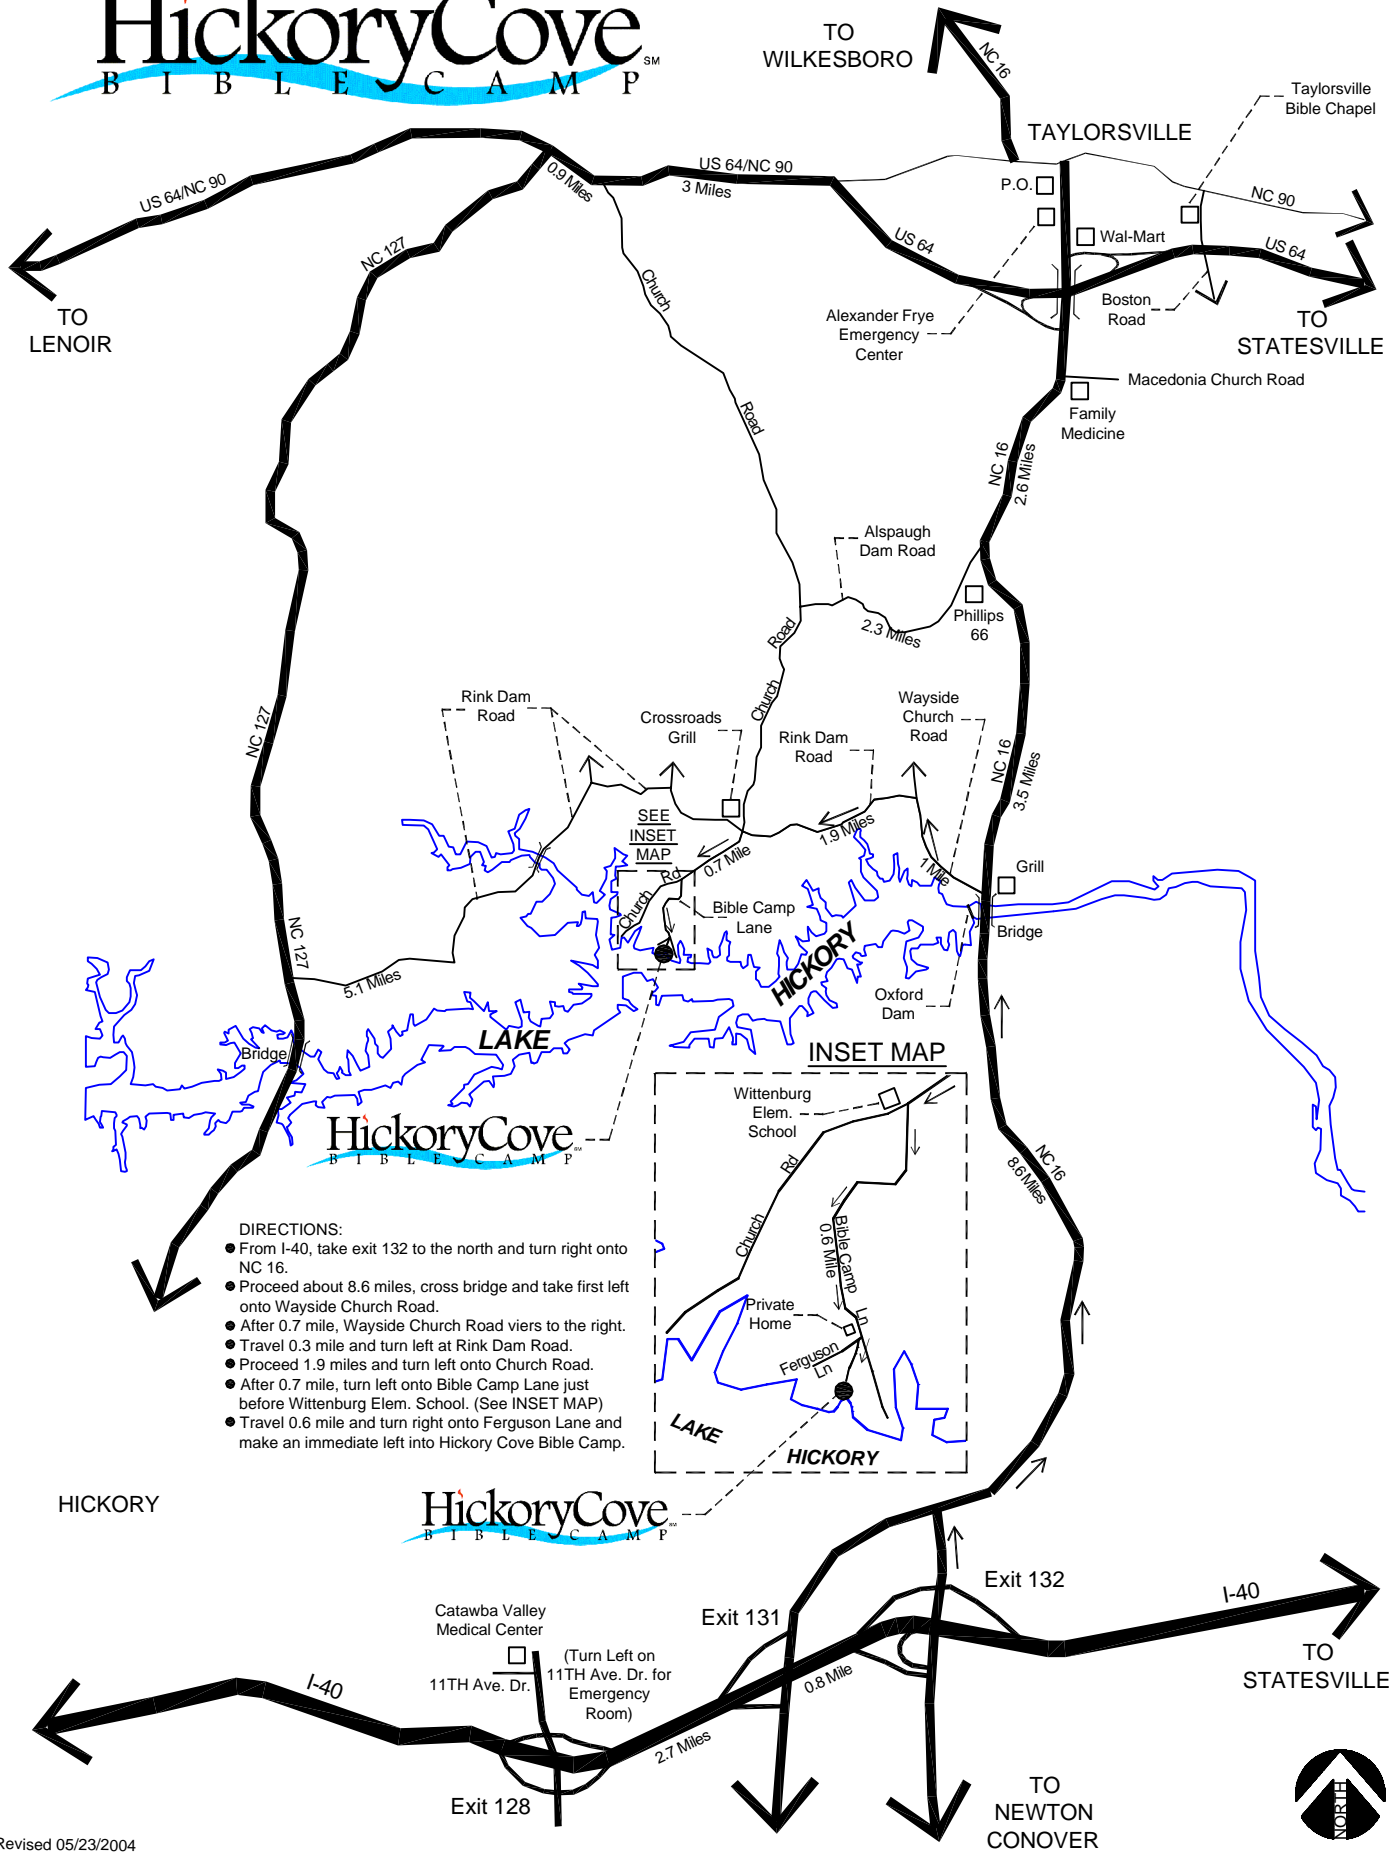 HickoryCove SM
BIBLE CAMP
TO
WILKESBORO
NC 16
Taylorsville
Bible Chapel
TAYLORSVILLE
US 64/NC 90
0.9 Miles
US 64/NC 90
3 Miles
P.O.
NC 90
NC 127
US 64
Wal-Mart
US 64
TO
LENOIR
Church
Alexander Frye
Emergency
Center
Boston
Road
TO
STATESVILLE
Macedonia Church Road
Family
Medicine
Road
NC 16
2.6 Miles
Alspaugh
Dam Road
Phillips
66
2.3 Miles
Road
Church
Rink Dam
Road
Crossroads
Grill
Rink Dam
Road
Wayside
Church
Road
NC 127
NC 16
3.5 Miles
SEE
INSET
MAP
0.7 Mile
1.9 Miles
1 Mile
Grill
Church Rd
Bible Camp
Lane
Bridge
NC 127
5.1 Miles
HICKORY
Oxford
Dam
LAKE
Bridge
INSET MAP
Wittenburg
Elem.
School
HickoryCove SM
BIBLE CAMP
Rd
Church
NC 16
8.6 Miles
Bible Camp
0.6 Mile
Ln
Private
Home
Ferguson
Ln
LAKE
HICKORY
DIRECTIONS:
From I-40, take exit 132 to the north and turn right onto
NC 16.
Proceed about 8.6 miles, cross bridge and take first left
onto Wayside Church Road.
After 0.7 mile, Wayside Church Road viers to the right.
Travel 0.3 mile and turn left at Rink Dam Road.
Proceed 1.9 miles and turn left onto Church Road.
After 0.7 mile, turn left onto Bible Camp Lane just
before Wittenburg Elem. School. (See INSET MAP)
Travel 0.6 mile and turn right onto Ferguson Lane and
make an immediate left into Hickory Cove Bible Camp.
HICKORY
HickoryCove SM
BIBLE CAMP
Exit 132
I-40
Exit 131
Catawba Valley
Medical Center
11TH Ave. Dr.
(Turn Left on
11TH Ave. Dr. for
Emergency
Room)
TO
STATESVILLE
I-40
0.8 Mile
2.7 Miles
Exit 128
TO
NEWTON
CONOVER
NORTH
Revised 05/23/2004